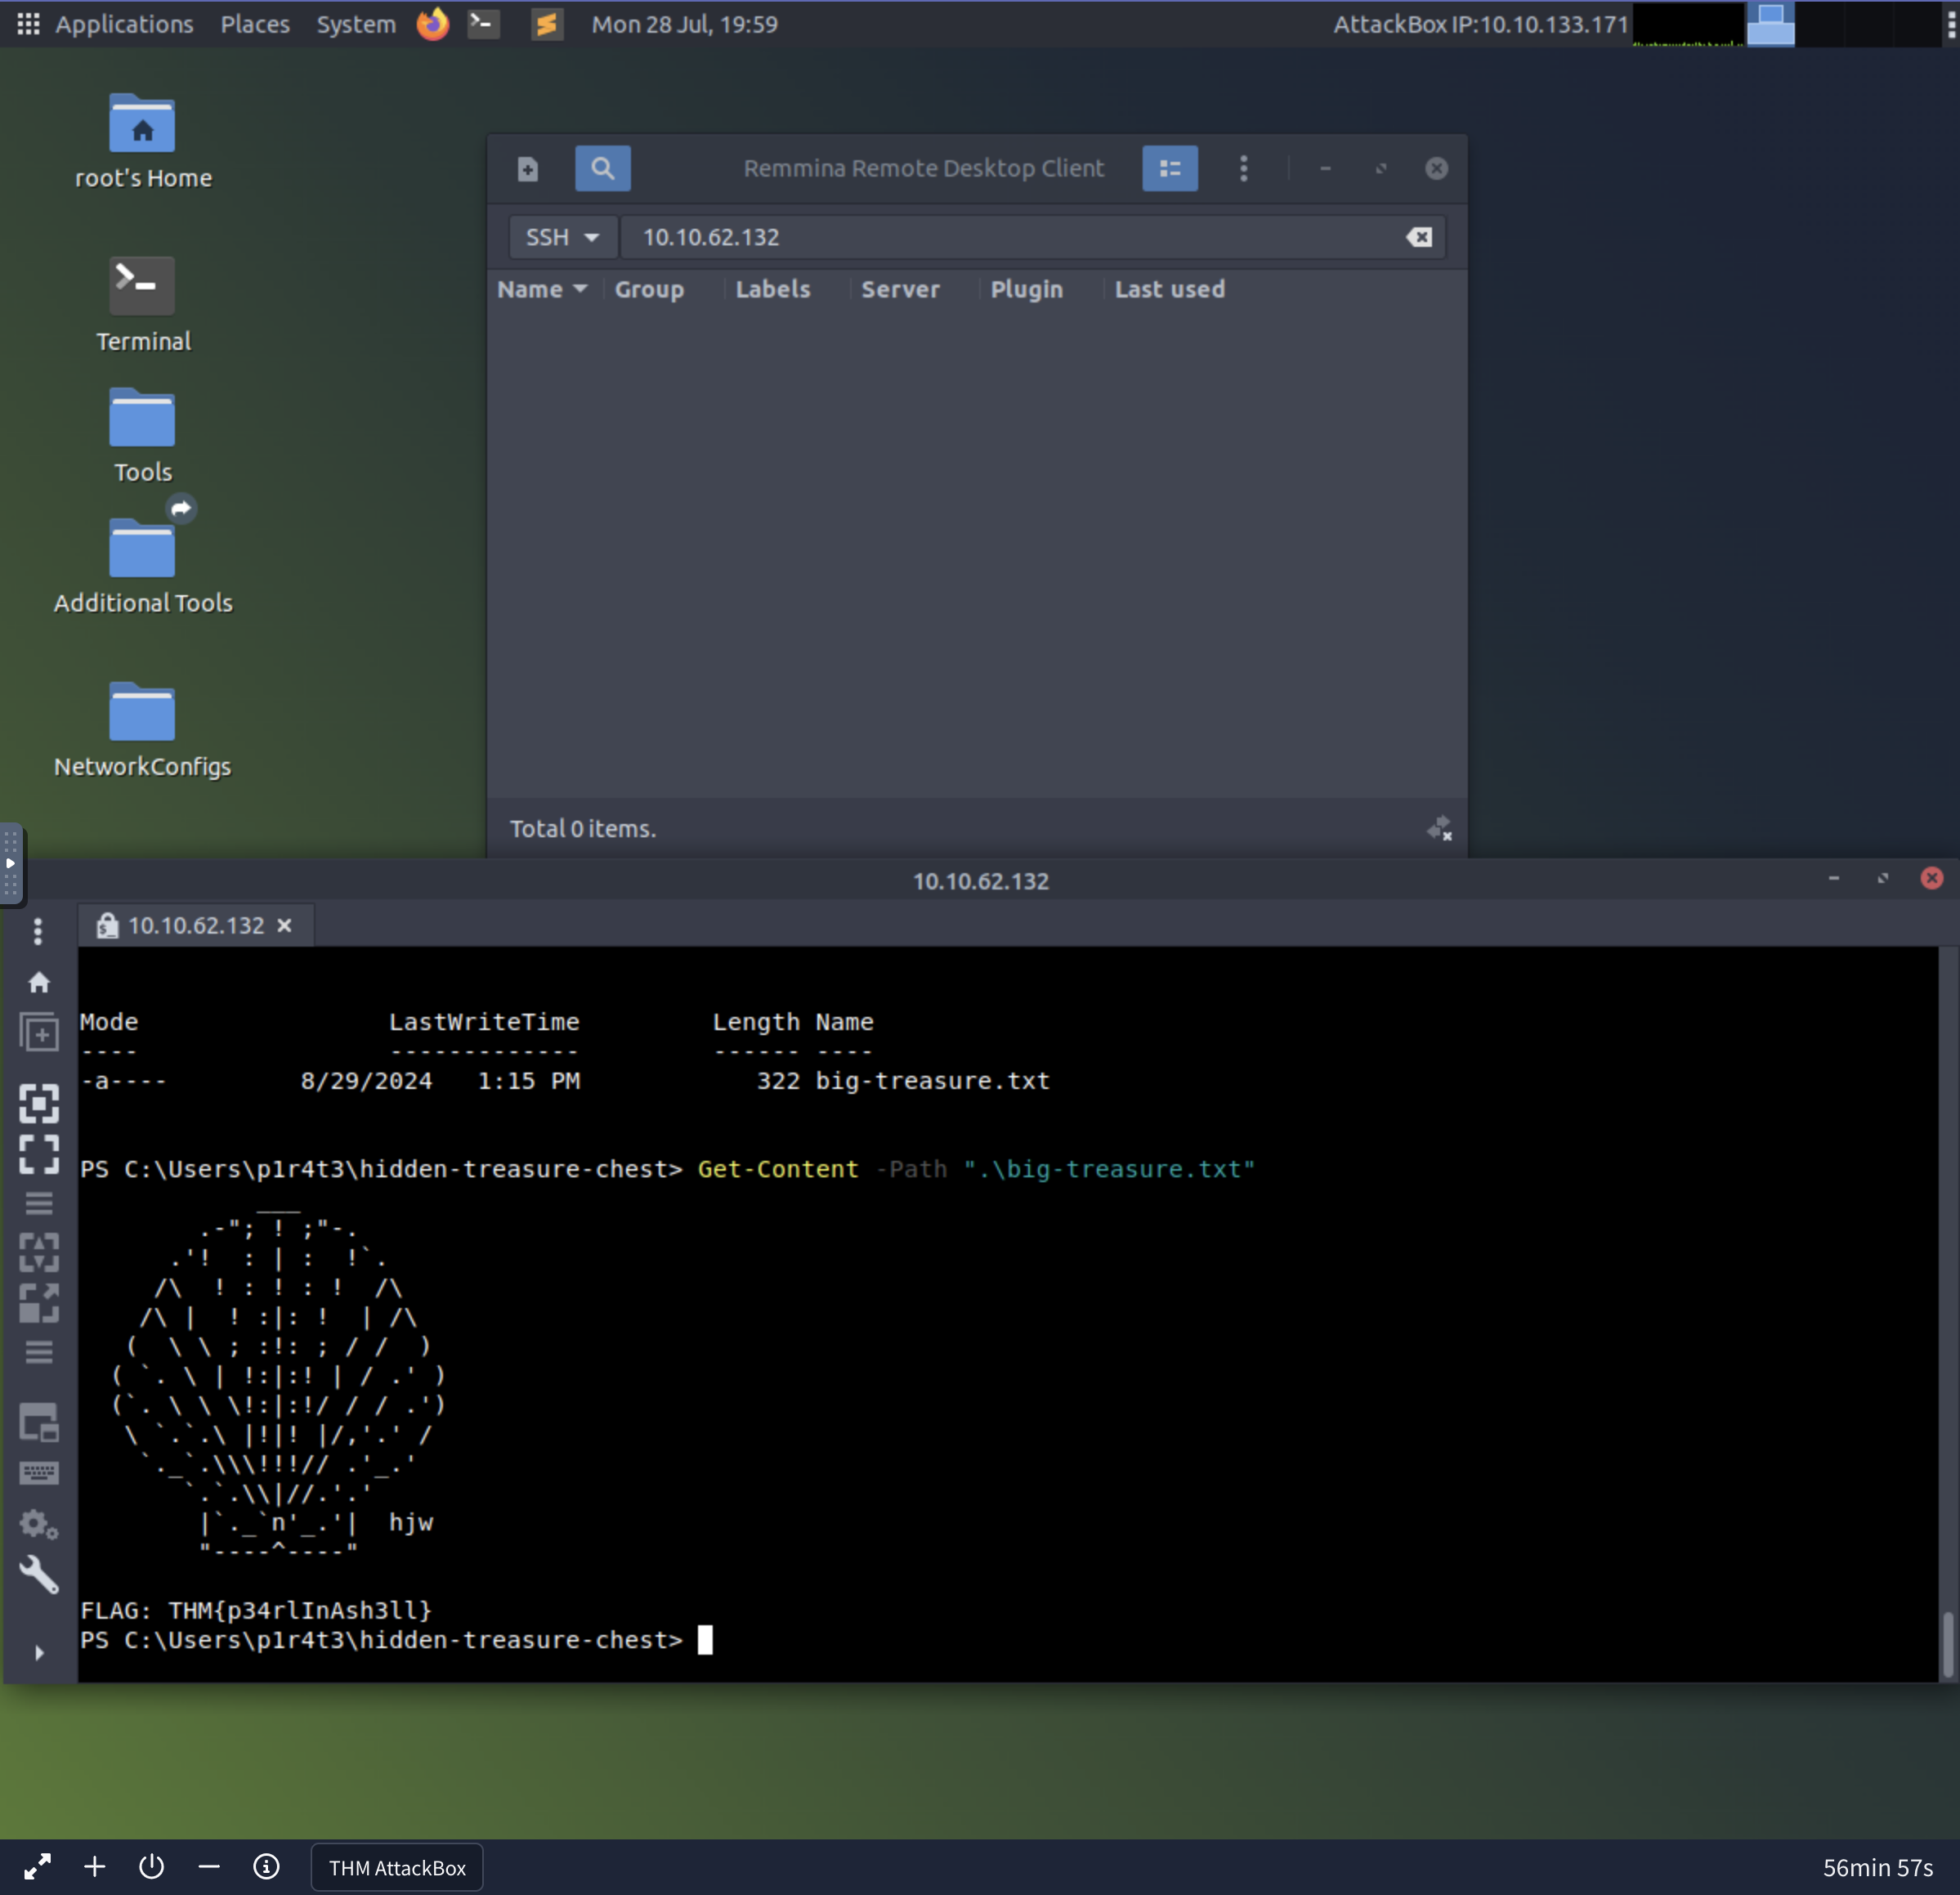 Applications Places System Mon 28 Jul, 19:59 AttackBox IP:10.10.133.171
root's Home
Terminal
Tools
Additional Tools
NetworkConfigs
Remmina Remote Desktop Client
SSH 10.10.62.132
Name Group Labels Server Plugin Last used
Total 0 items.
10.10.62.132
10.10.62.132
Mode                 LastWriteTime         Length Name
----                 -------------         ------ ----
-a----         8/29/2024   1:15 PM            322 big-treasure.txt
PS C:\Users\p1r4t3\hidden-treasure-chest> Get-Content -Path ".\big-treasure.txt"
            ___
        .-"; ! ;"-.
      .'!  : | :  !`.
     /\  ! : ! : !  /\
    /\ |  ! :|: !  | /\
   (  \ \ ; :!: ; / /  )
  ( `. \ | !:|:! | / .' )
  (`. \ \ \!:|:!/ / / .')
   \ `.`.\ |!|! |/,'.' /
    `._`.\\\!!!// .'_.'
       `.`.\\|//.'.'
        |`._`n'_.'|  hjw
        "----^----"
FLAG: THM{p34rlInAsh3ll}
PS C:\Users\p1r4t3\hidden-treasure-chest>
THM AttackBox 56min 57s